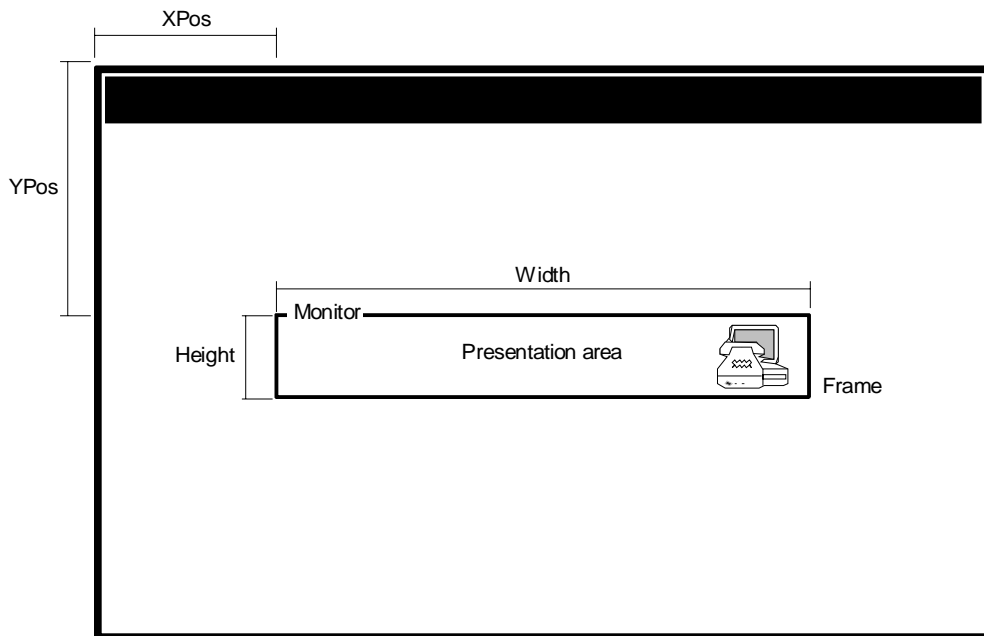 XPos
YPos
Width
Monitor
Height
Presentation area
Frame